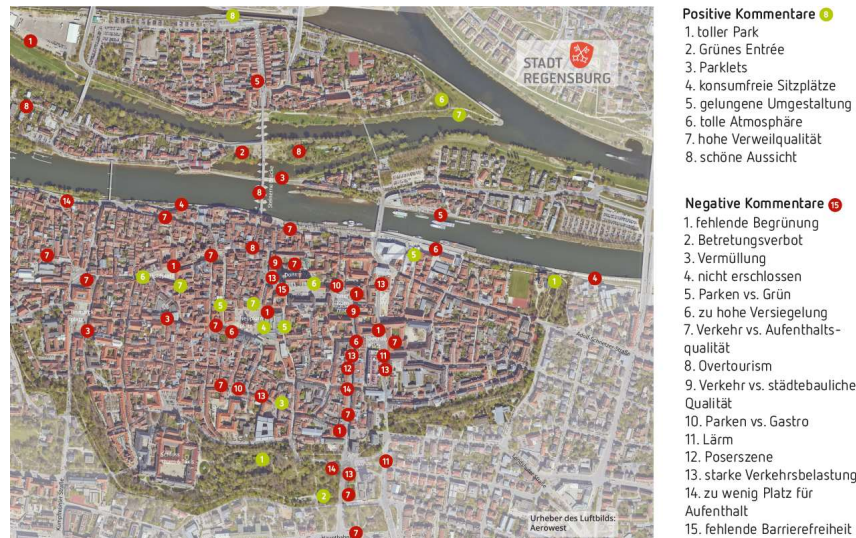 STADT
REGENSBURG
Urheber des Luftbilds:
Aerowest
Positive Kommentare 8
1. toller Park
2. Grünes Entrée
3. Parklets
4. konsumfreie Sitzplätze
5. gelungene Umgestaltung
6. tolle Atmosphäre
7. hohe Verweilqualität
8. schöne Aussicht
Negative Kommentare 15
1. fehlende Begrünung
2. Betretungsverbot
3. Vermüllung
4. nicht erschlossen
5. Parken vs. Grün
6. zu hohe Versiegelung
7. Verkehr vs. Aufenthalts-
qualität
8. Overtourism
9. Verkehr vs. städtebauliche
Qualität
10. Parken vs. Gastro
11. Lärm
12. Poserszene
13. starke Verkehrsbelastung
14. zu wenig Platz für
Aufenthalt
15. fehlende Barrierefreiheit